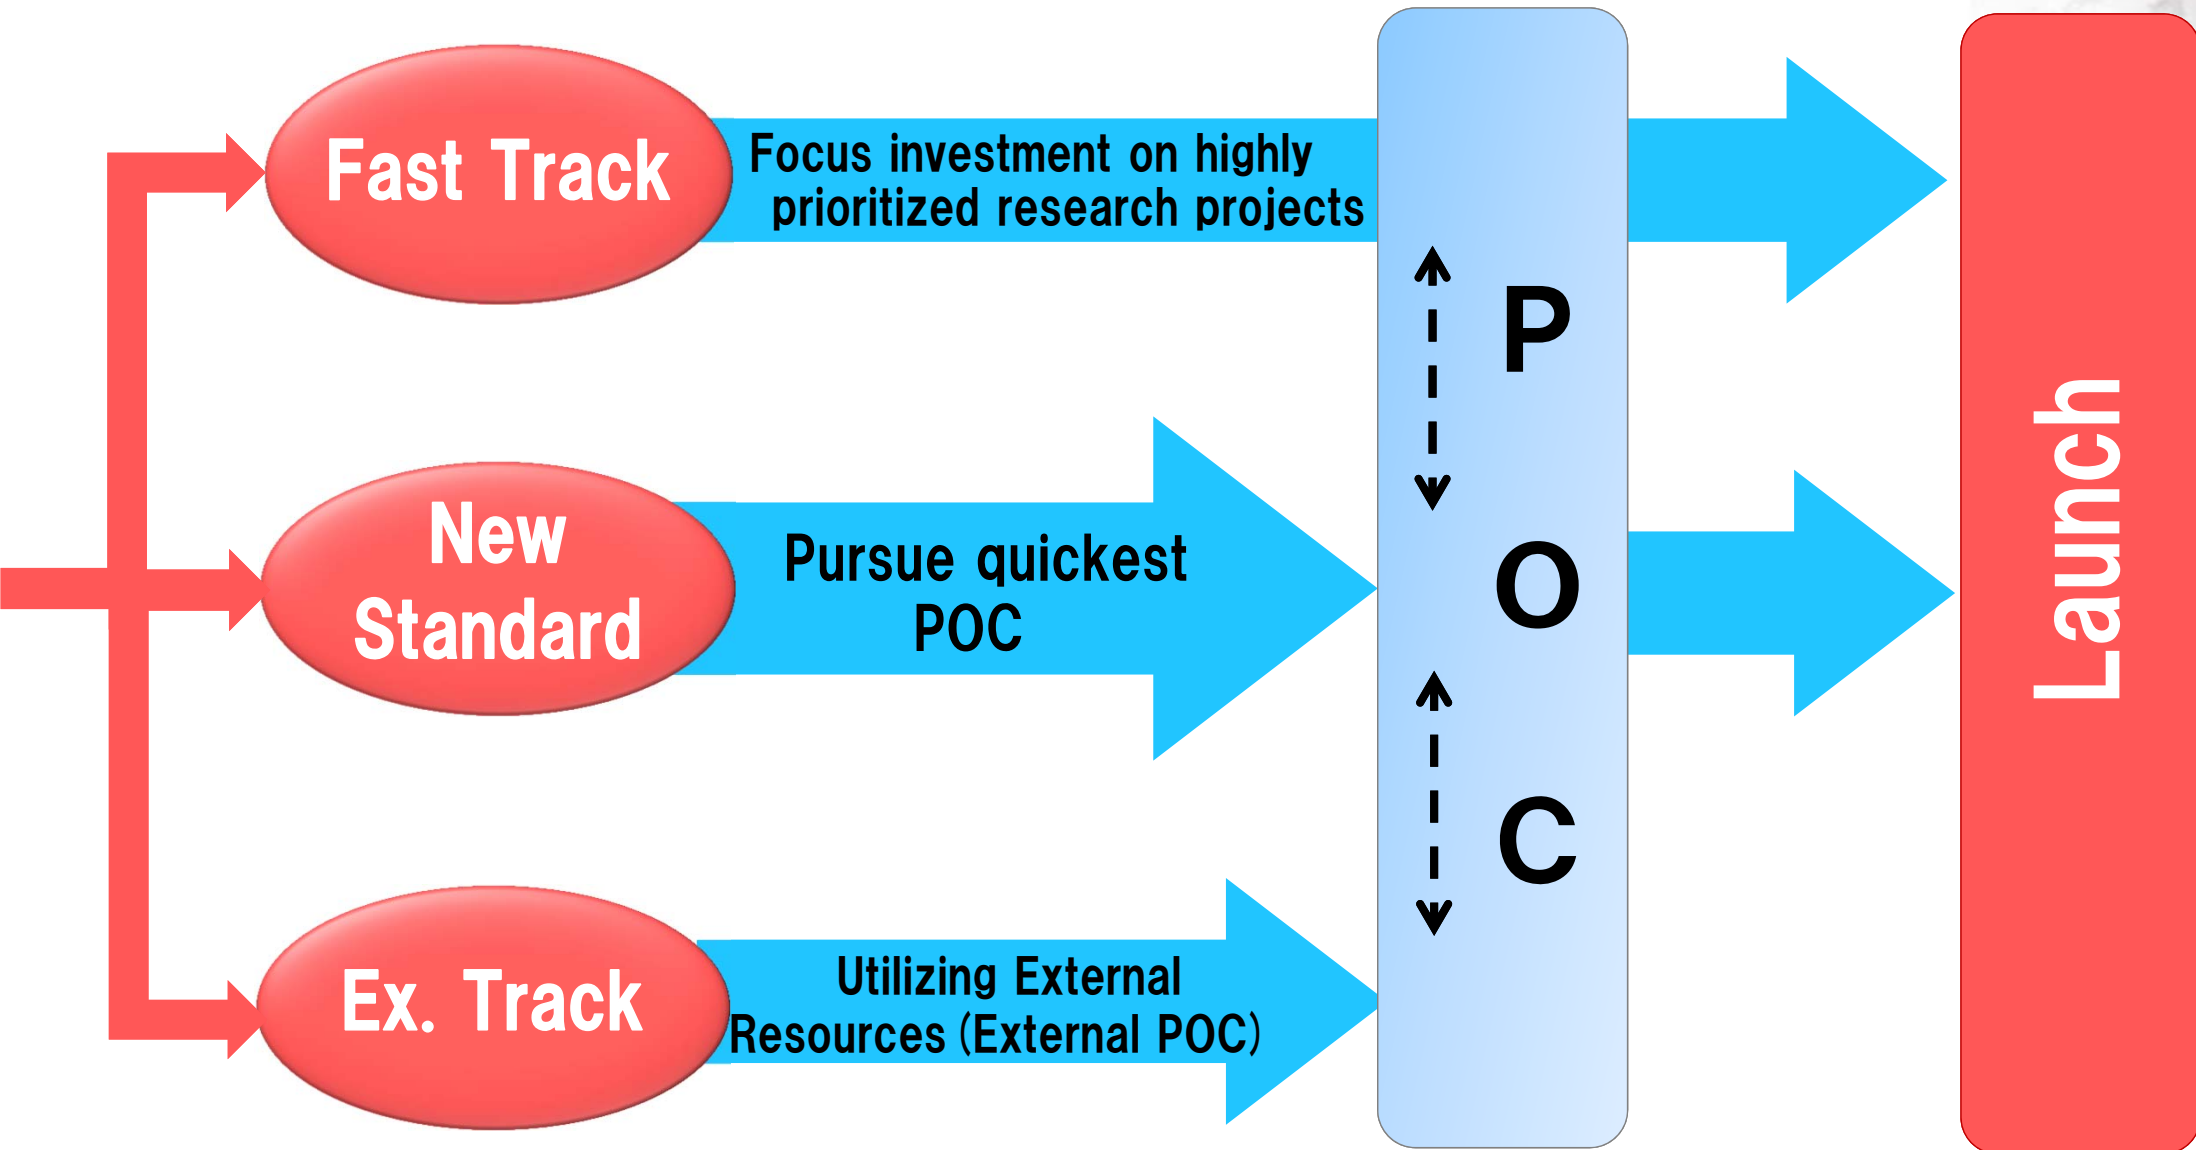 Fast Track
Focus investment on highly
prioritized research projects
New
Standard
Pursue quickest
POC
Ex. Track
Utilizing External
Resources (External POC)
P
O
C
Launch